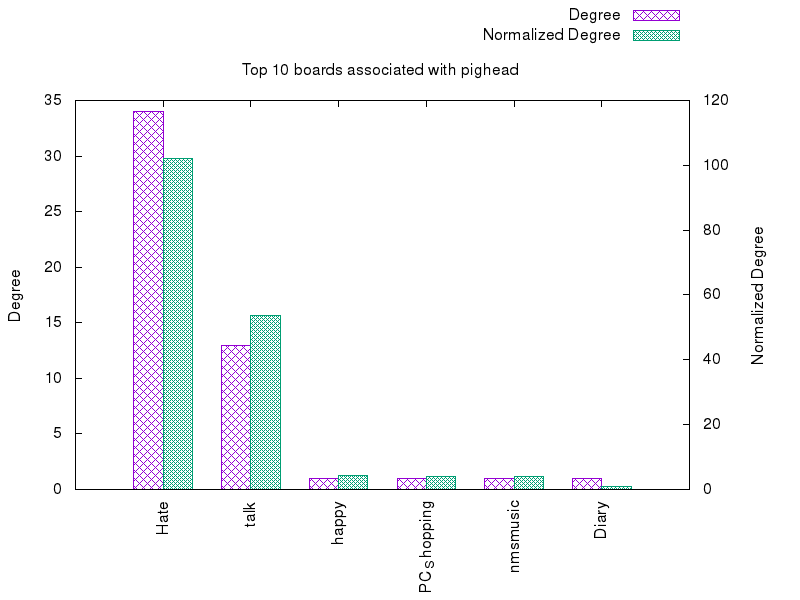 Degree
Normalized Degree
Top 10 boards associated with pighead
35
30
25
20
15
10
5
0
Degree
120
100
80
60
40
20
0
Normalized Degree
Hate
talk
happy
PCShopping
nmsmusic
Diary